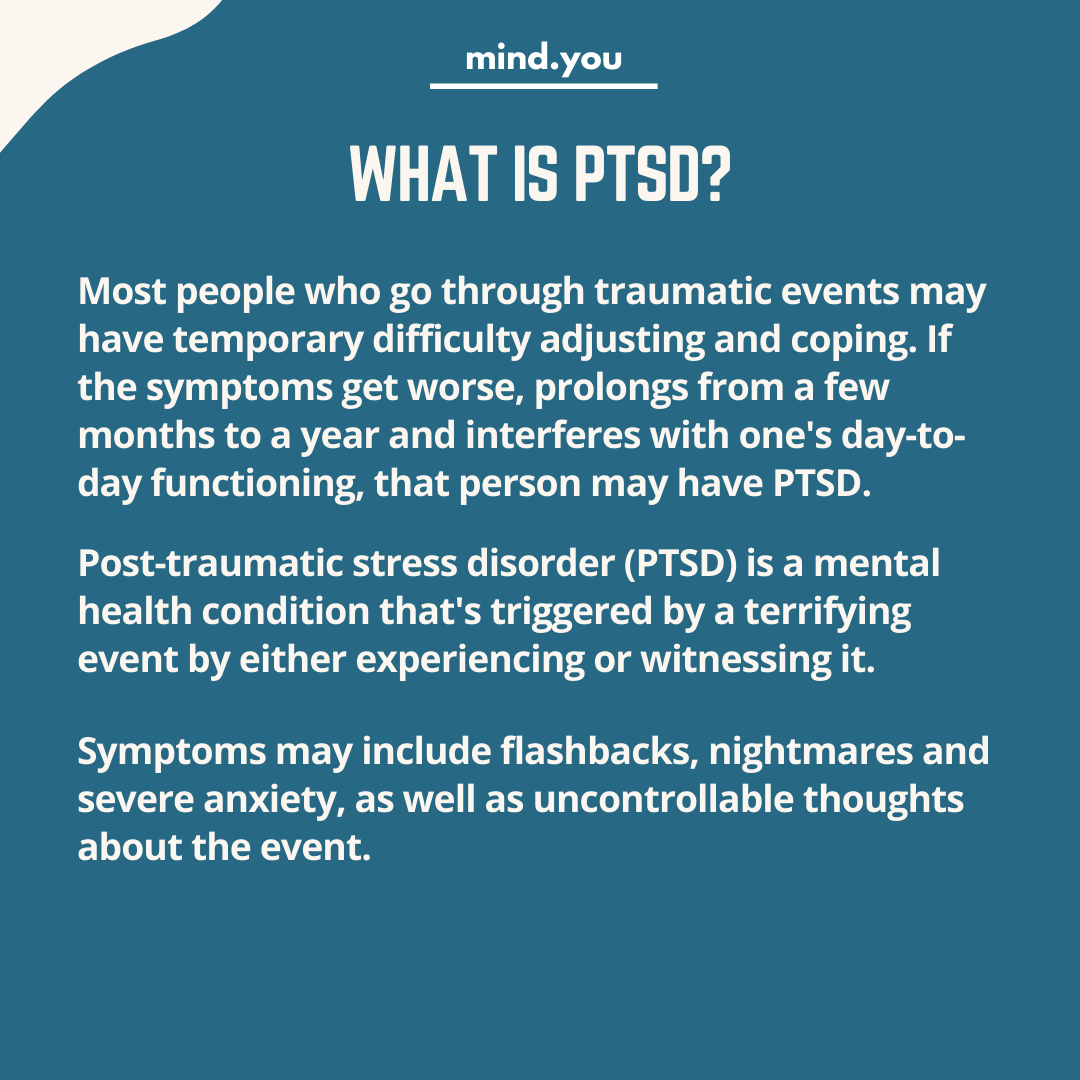 mind.you
WHAT IS PTSD?
Most people who go through traumatic events may
have temporary difficulty adjusting and coping. If
the symptoms get worse, prolongs from a few
months to a year and interferes with one's day-to-
day functioning, that person may have PTSD.
Post-traumatic stress disorder (PTSD) is a mental
health condition that's triggered by a terrifying
event by either experiencing or witnessing it.
Symptoms may include flashbacks, nightmares and
severe anxiety, as well as uncontrollable thoughts
about the event.